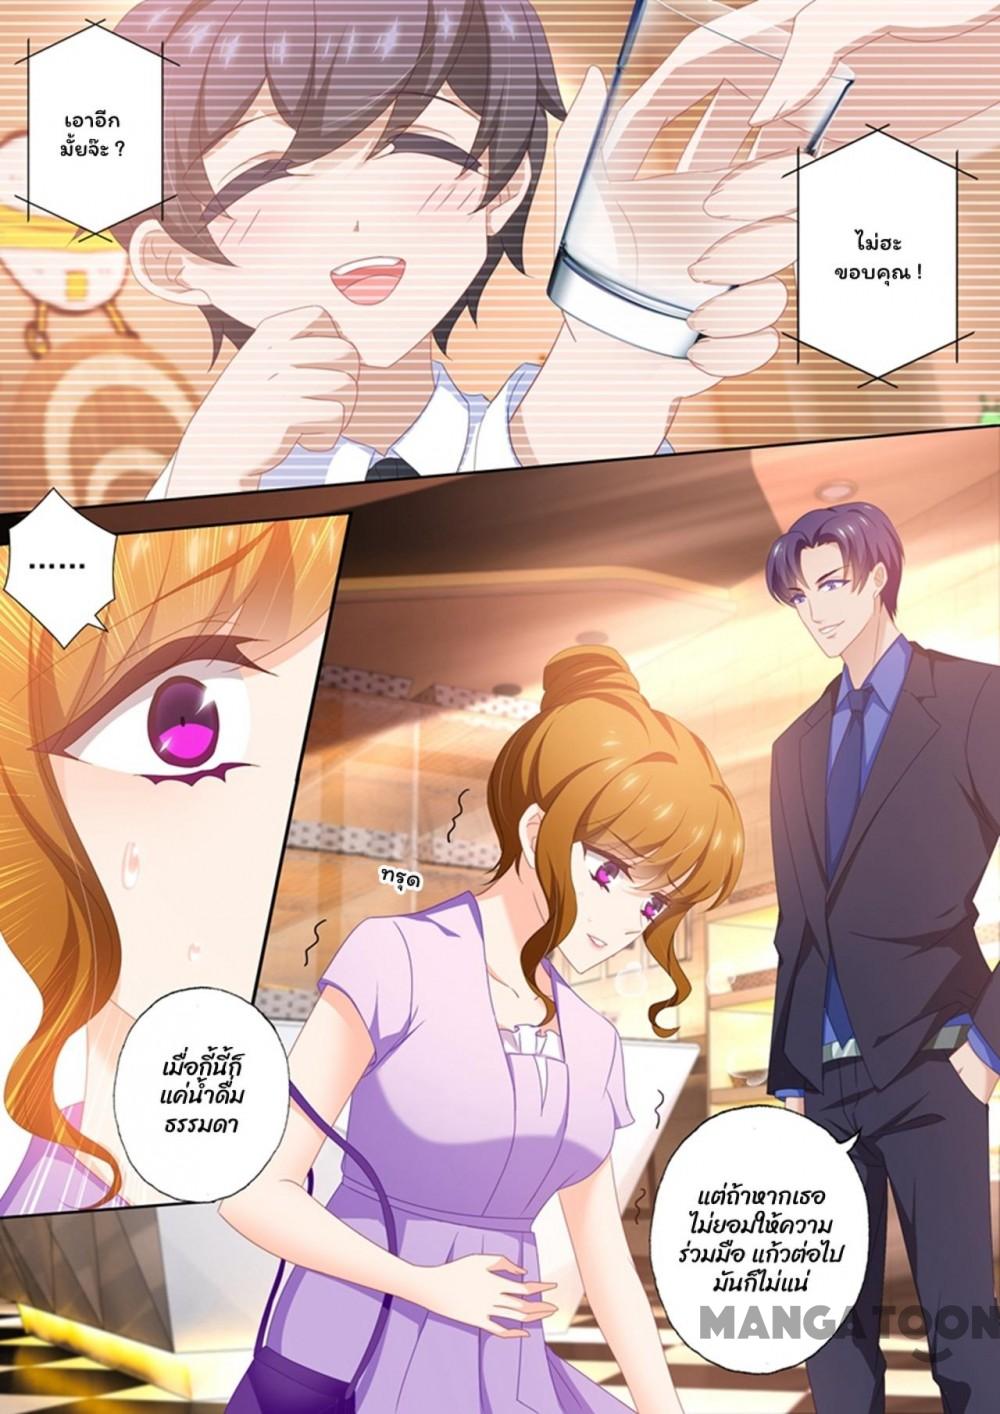 เอาอีก
มั้ยจ๊ะ ?
ไม่ฮะ
ขอบคุณ !
......
ทรุด
เมื่อกี้นี้ก็
แค่น้ำดื่ม
ธรรมดา
แต่ถ้าหากเธอ
ไม่ยอมให้ความ
ร่วมมือ แก้วต่อไป
มันก็ไม่แน่
MANGATOON